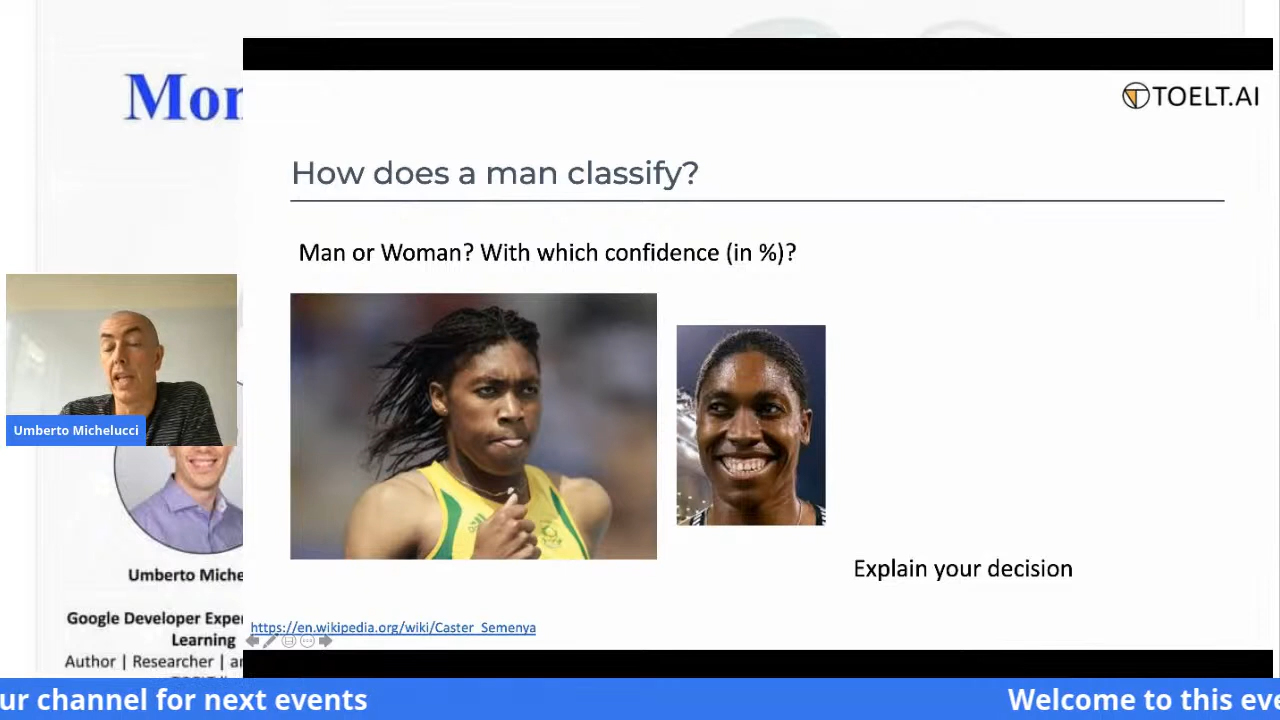 Mon
TOELT.AI
How does a man classify?
Man or Woman? With which confidence (in %)?
Umberto Michelucci
Explain your decision
Umberto Miche
Google Developer Exper
Learning
Author | Researcher | ar
https://en.wikipedia.org/wiki/Caster_Semenya
ur channel for next events
Welcome to this eve